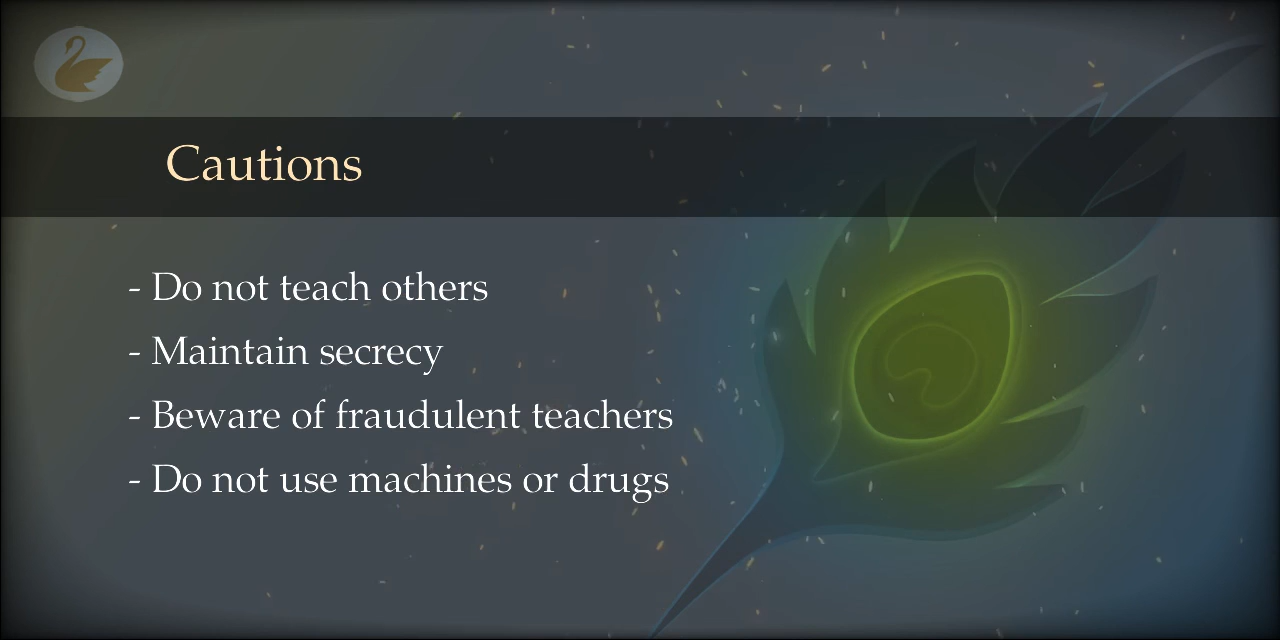 Cautions
- Do not teach others
- Maintain secrecy
- Beware of fraudulent teachers
- Do not use machines or drugs